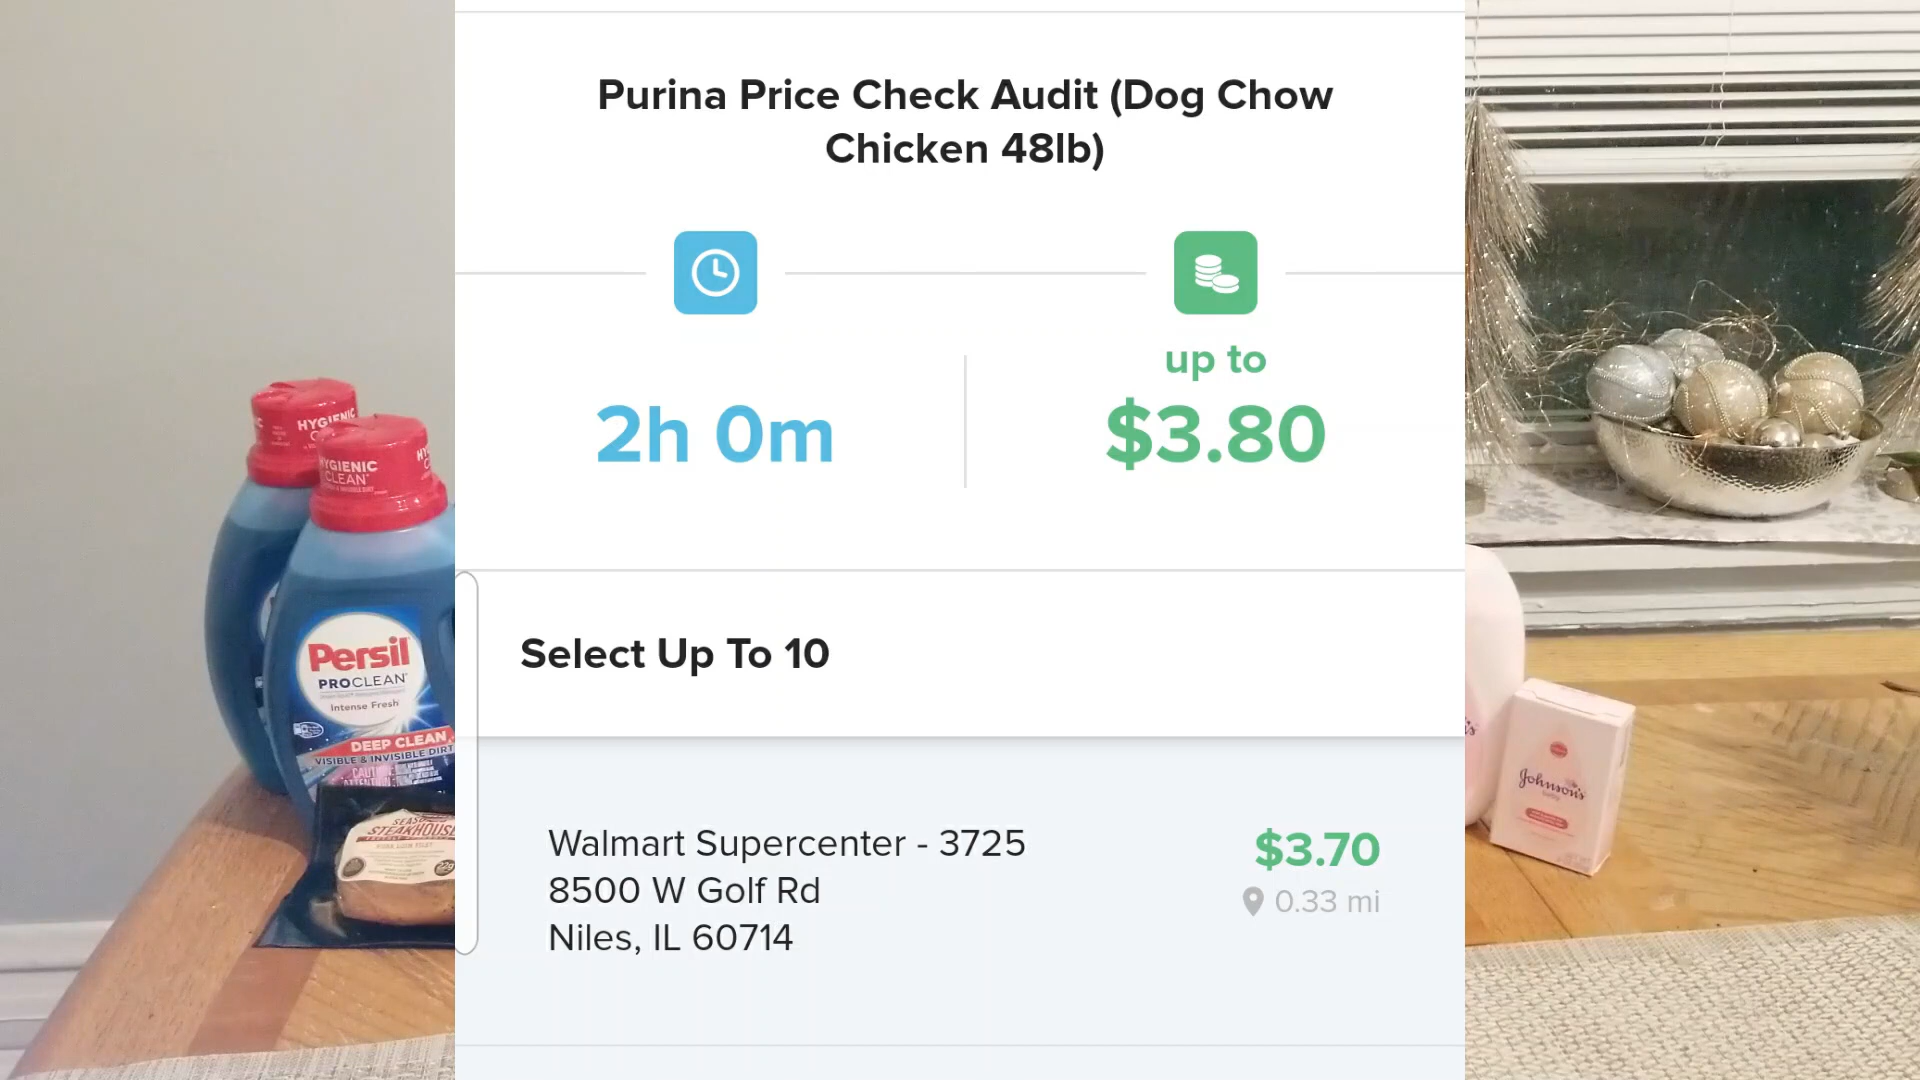 Purina Price Check Audit (Dog Chow
Chicken 48lb)
up to
2h 0m
$3.80
Select Up To 10
Walmart Supercenter - 3725
8500 W Golf Rd
Niles, IL 60714
$3.70
0.33 mi
HYGIENIC
HYGIENIC
CLEAN
Persil
PROCLEAN
Intense Fresh
DEEP CLEAN
VISIBLE & INVISIBLE DIRT
STEAKHOUSE
Johnson's
baby